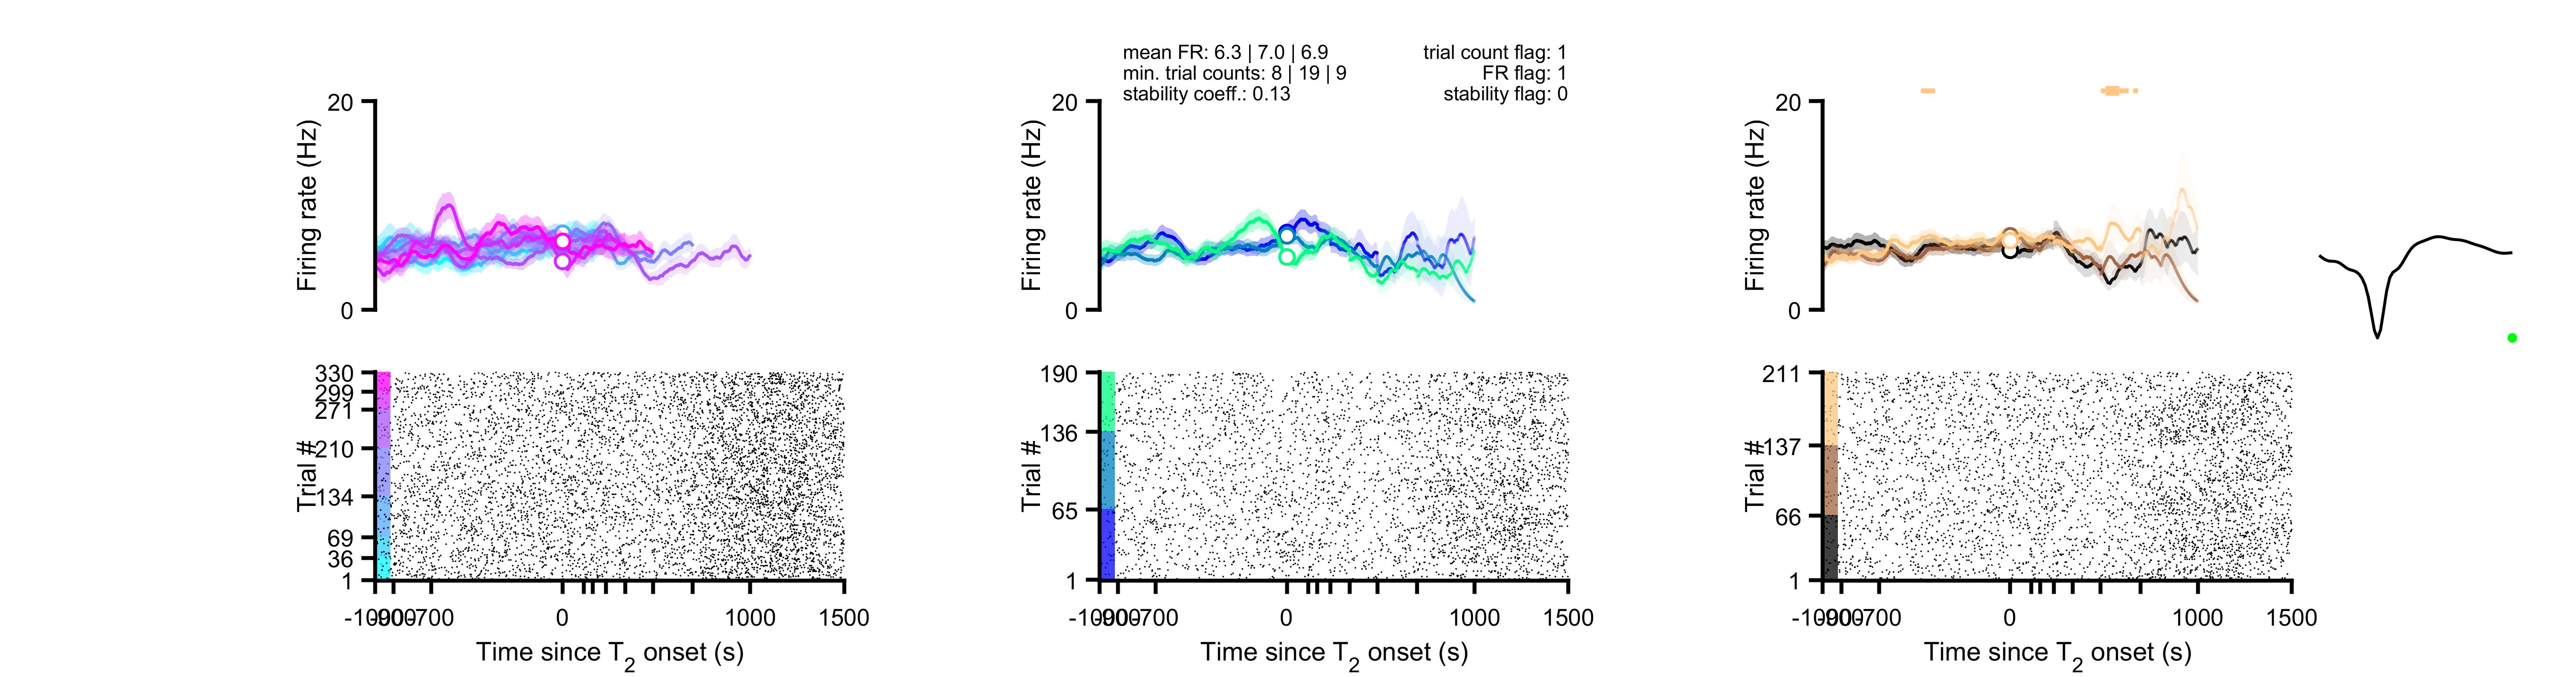 mean FR: 6.3 | 7.0 | 6.9
min. trial counts: 8 | 19 | 9
stability coeff.: 0.13
trial count flag: 1
FR flag: 1
stability flag: 0
20
Firing rate (Hz)
0
20
Firing rate (Hz)
0
20
Firing rate (Hz)
0
330
299
271
210
134
69
36
1
Trial #
-1000
-900
-700
0
1000
1500
Time since T2 onset (s)
190
136
65
1
Trial #
-1000
-900
-700
0
1000
1500
Time since T2 onset (s)
211
137
66
1
Trial #
-1000
-900
-700
0
1000
1500
Time since T2 onset (s)